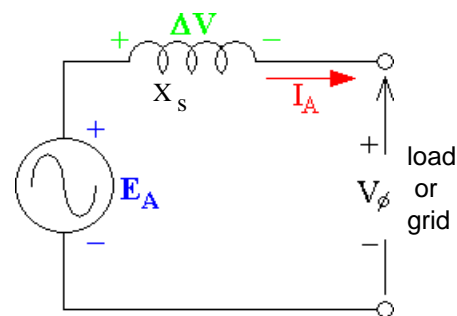 + ΔV −
X s
I A
+
E A
−
+
V ϕ
−
load
or
grid